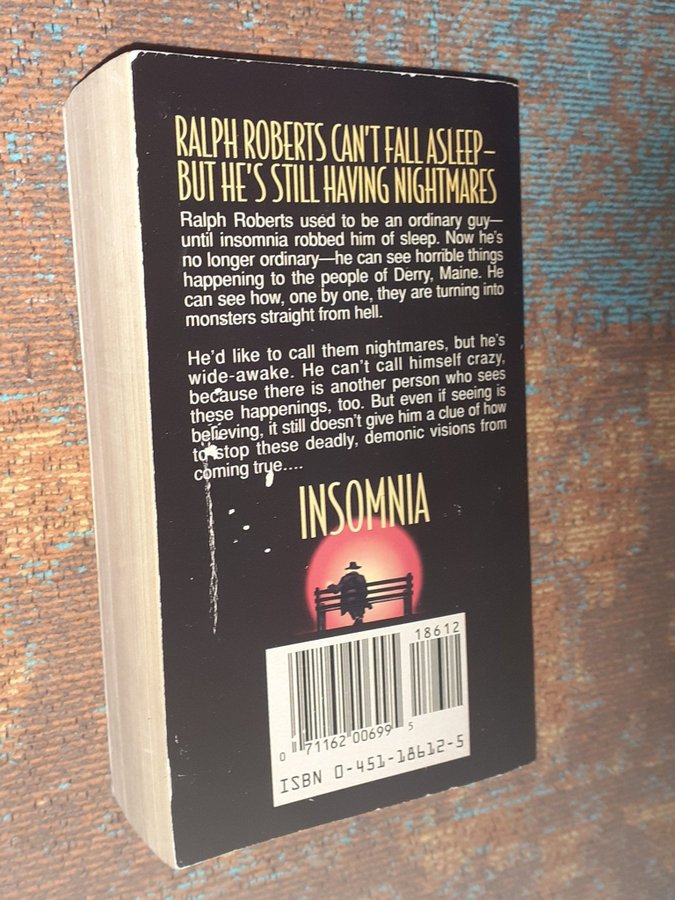 RALPH ROBERTS CAN'T FALL ASLEEP–
BUT HE'S STILL HAVING NIGHTMARES
Ralph Roberts used to be an ordinary guy—
until insomnia robbed him of sleep. Now he's
no longer ordinary—he can see horrible things
happening to the people of Derry, Maine. He
can see how, one by one, they are turning into
monsters straight from hell.
He'd like to call them nightmares, but he's
wide-awake. He can't call himself crazy,
because there is another person who sees
these happenings, too. But even if seeing is
believing, it still doesn't give him a clue of how
to stop these deadly, demonic visions from
coming true....
INSOMNIA
18612
0 71162 00699 5
ISBN 0-451-18612-5